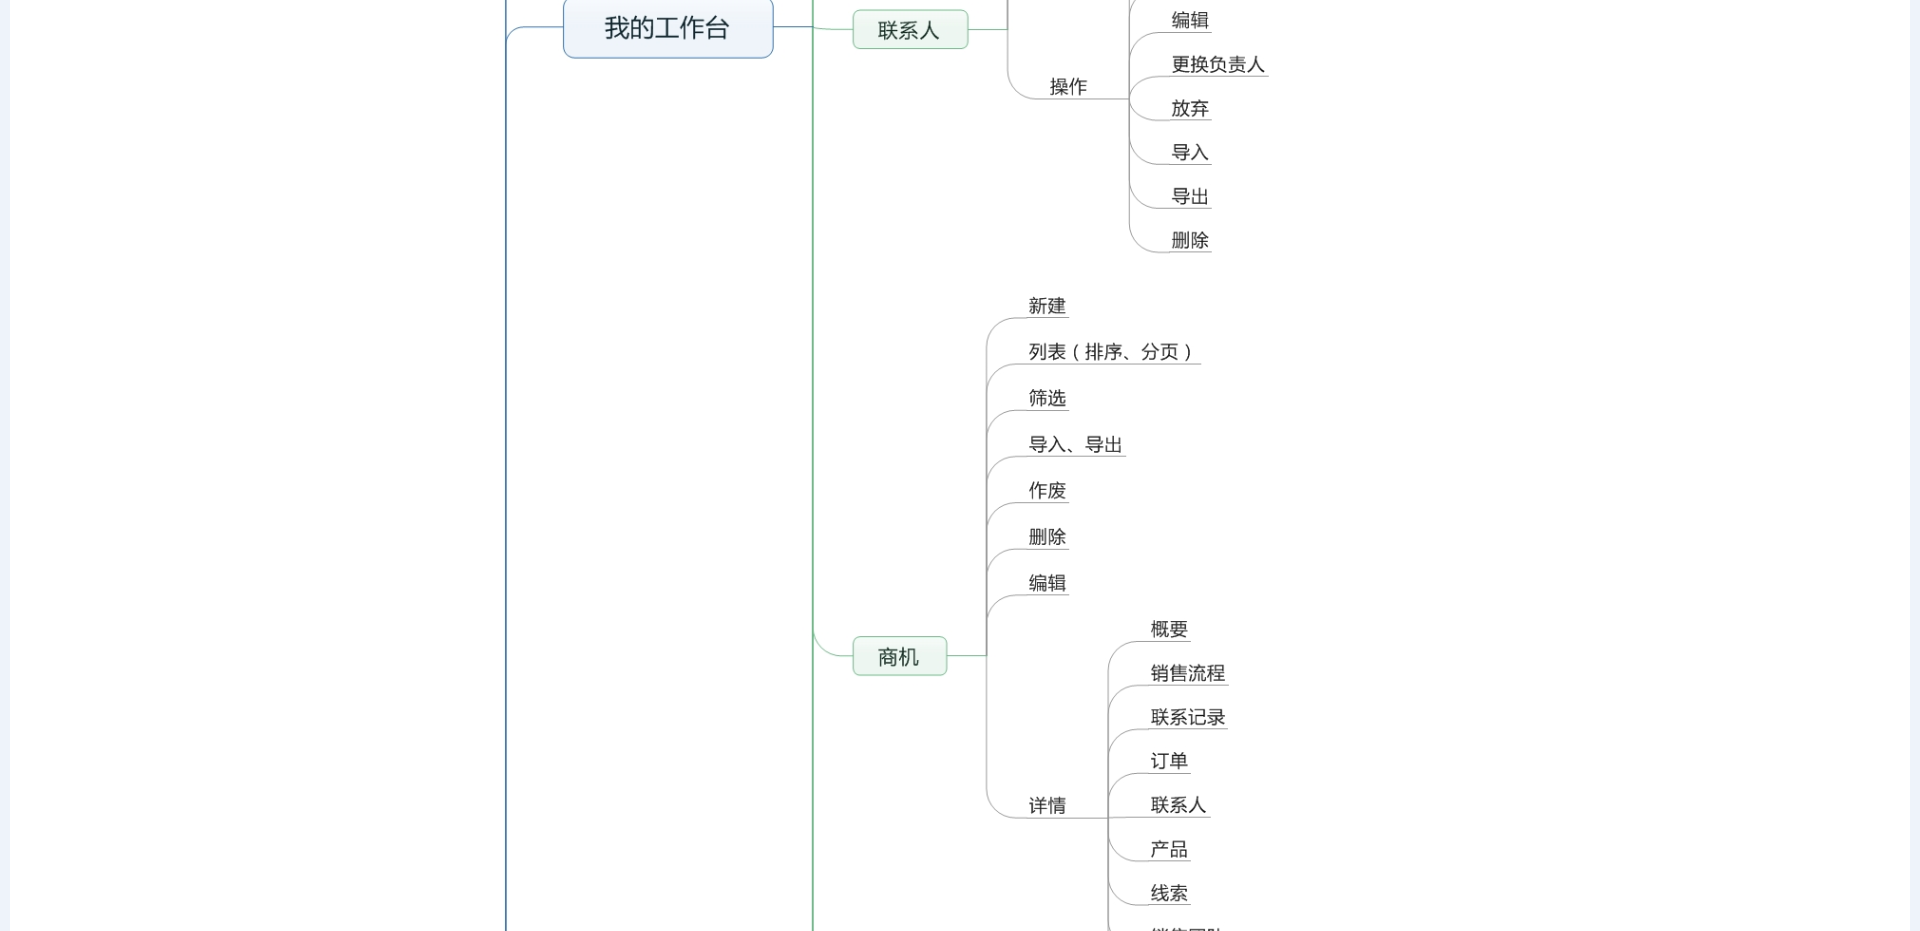 我的工作台
联系人
操作
编辑
更换负责人
放弃
导入
导出
删除
商机
新建
列表（排序、分页）
筛选
导入、导出
作废
删除
编辑
详情
概要
销售流程
联系记录
订单
联系人
产品
线索